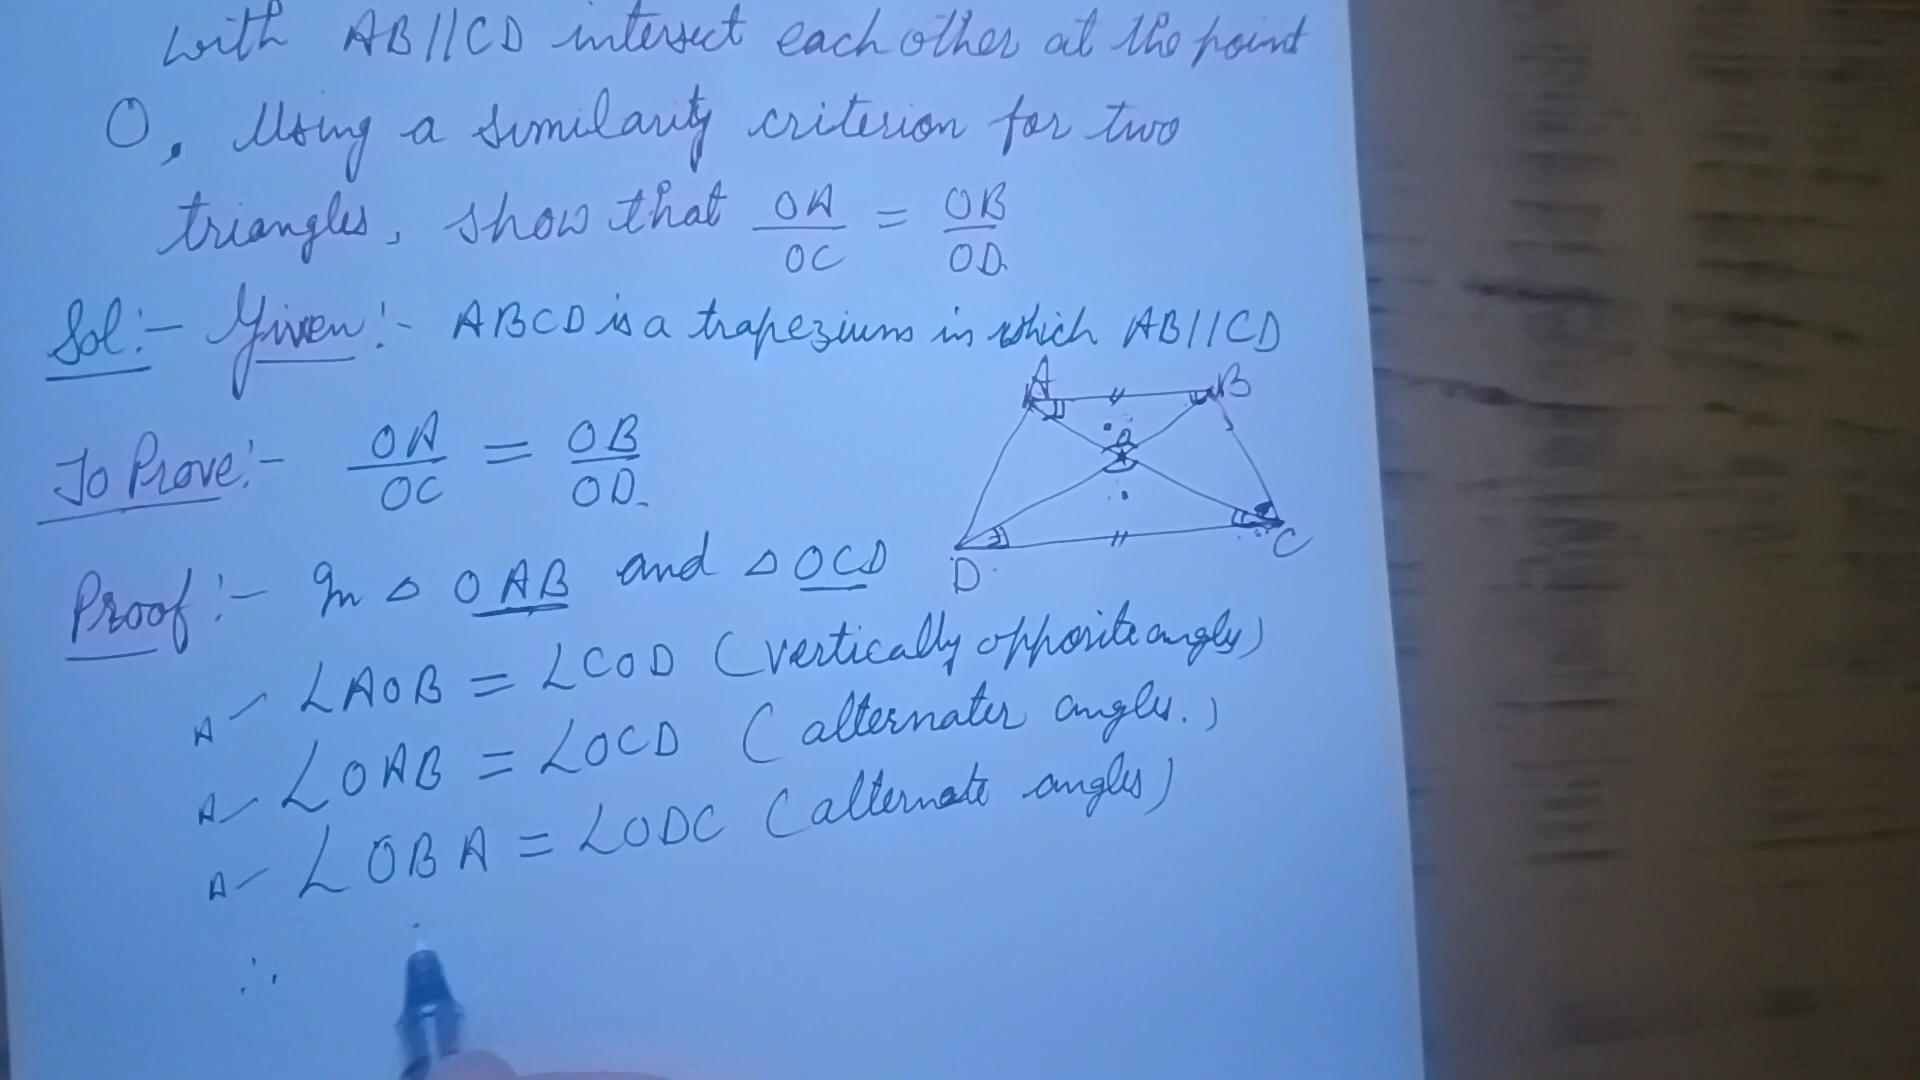 with AB//CD intersect each other at the point
O, Using a similarity criterion for two
triangles, show that OA/OC = OB/OD.
Sol:- Given:- ABCD is a trapezium in which AB//CD
To Prove:- OA/OC = OB/OD.
A B
O
D C
Proof:- In △ OAB and △ OCD
A- ∠AOB = ∠COD (vertically opposite angles)
A- ∠OAB = ∠OCD (alternater angles.)
A- ∠OBA = ∠ODC (alternate angles)
∴